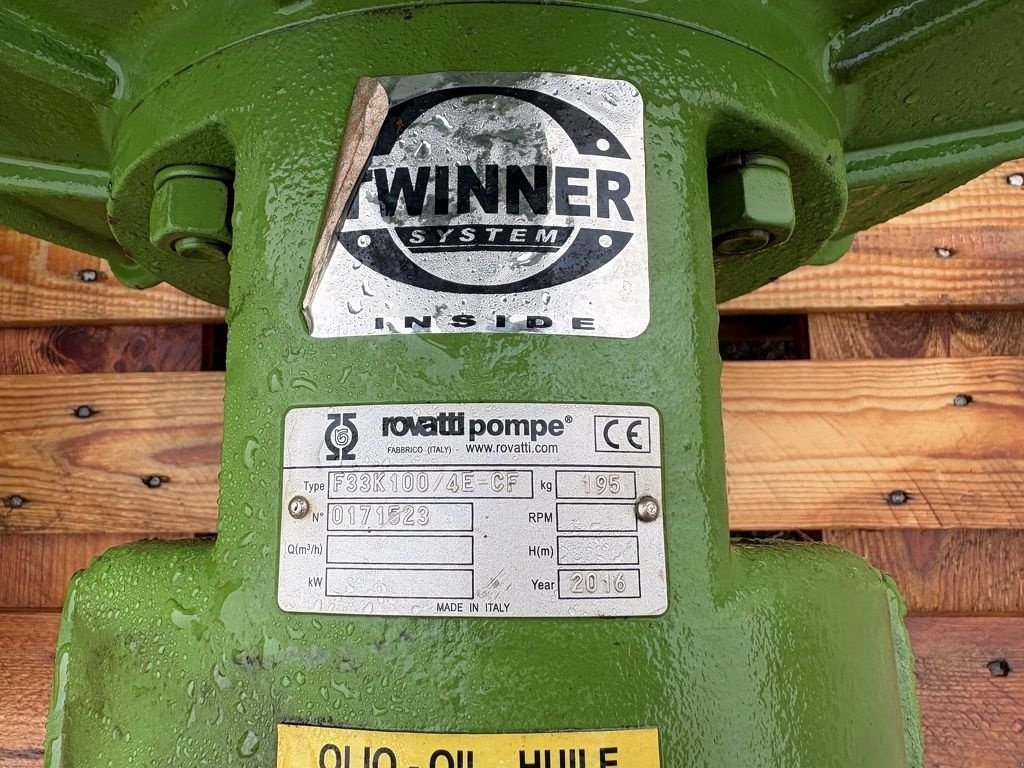 TWINNER
SYSTEM
INSIDE
rovatti pompe®
CE
FABBRICO (ITALY) - www.rovatti.com
Type F33K100/4E-CF kg 195
N° 0171523 RPM
Q(m³/h) H(m)
kW Year 2016
MADE IN ITALY
OLIO - OIL - HUILE